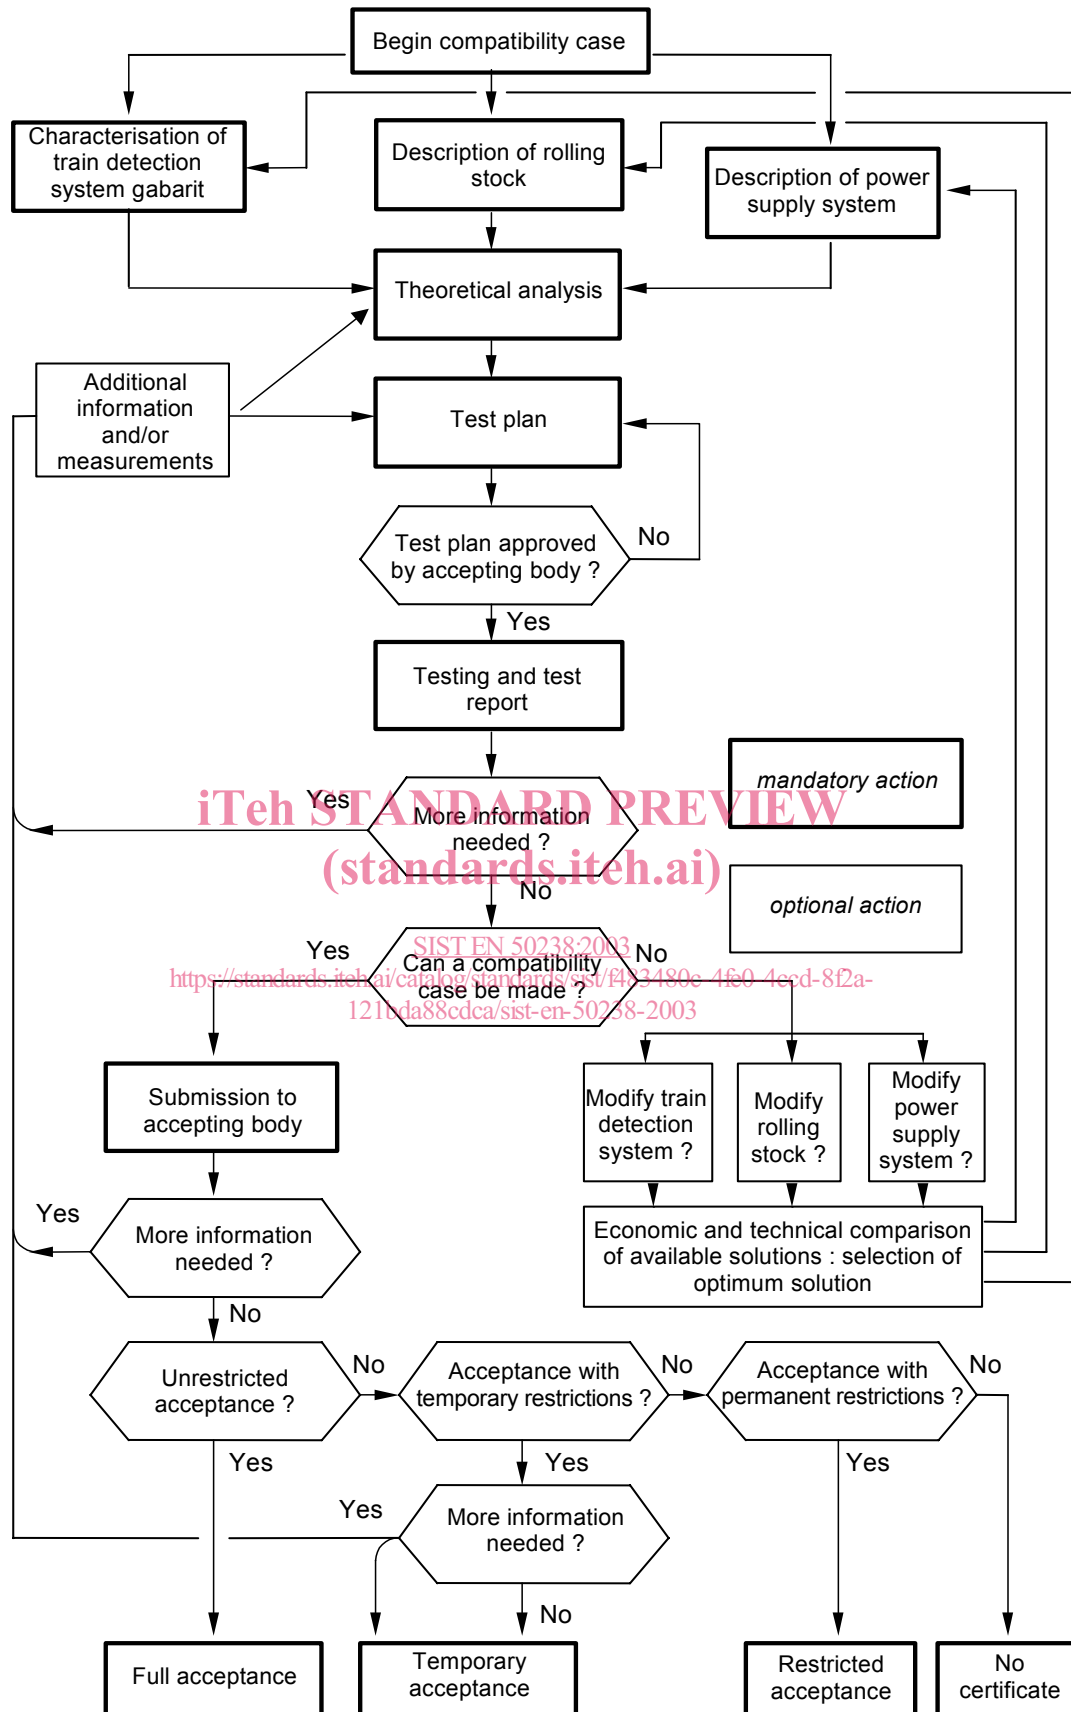 Begin compatibility case
Characterisation of
train detection
system gabarit
Description of rolling
stock
Description of power
supply system
Theoretical analysis
Additional
information
and/or
measurements
Test plan
Test plan approved
by accepting body ?
No
Yes
Testing and test
report
mandatory action
Yes
More information
needed ?
iTeh STANDARD PREVIEW
(standards.iteh.ai)
No
optional action
Yes
Can a compatibility
case be made ?
No
SIST EN 50238:2003
https://standards.iteh.ai/catalog/standards/sist/f483480c-4fe0-4ccd-8f2a-
121bda88cdca/sist-en-50238-2003
Submission to
accepting body
Modify train
detection
system ?
Modify
rolling
stock ?
Modify
power
supply
system ?
Yes
More information
needed ?
Economic and technical comparison
of available solutions : selection of
optimum solution
No
Unrestricted
acceptance ?
No
Acceptance with
temporary restrictions ?
No
Acceptance with
permanent restrictions ?
No
Yes
Yes
Yes
Yes
More information
needed ?
No
Full acceptance
Temporary
acceptance
Restricted
acceptance
No
certificate